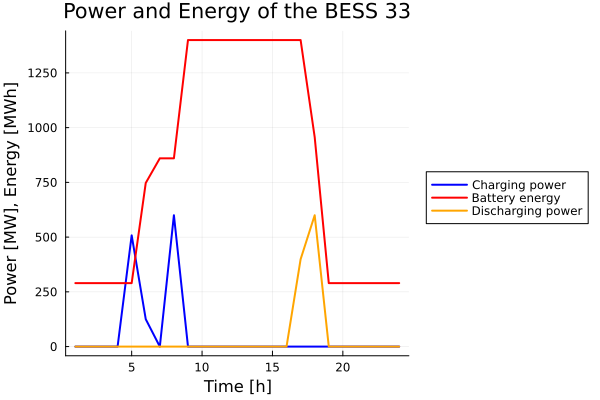 Power and Energy of the BESS 33
Power [MW], Energy [MWh]
1250
1000
750
500
250
0
5
10
15
20
Time [h]
Charging power
Battery energy
Discharging power